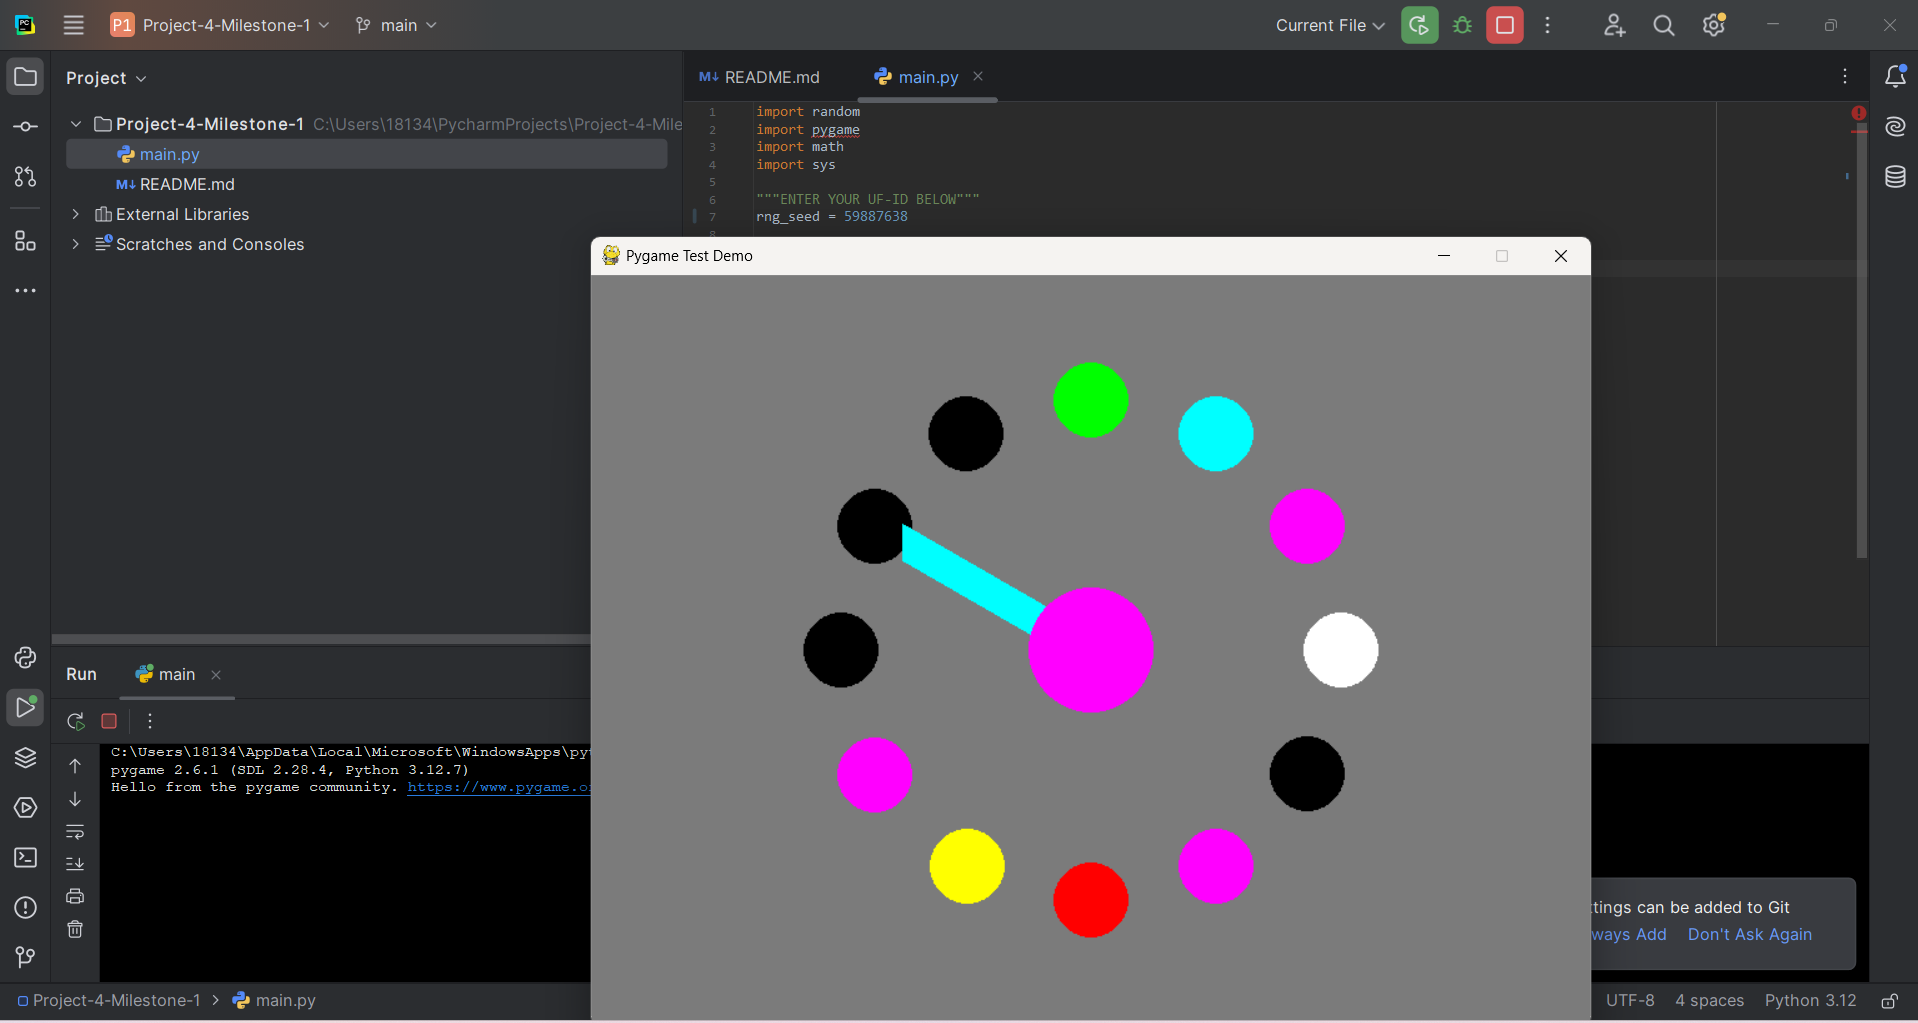 PC
P1 Project-4-Milestone-1
main
Current File
Project
README.md
main.py
Project-4-Milestone-1 C:\Users\18134\PycharmProjects\Project-4-Mile
main.py
README.md
External Libraries
Scratches and Consoles
1 import random
2 import pygame
3 import math
4 import sys
5
6 """ENTER YOUR UF-ID BELOW"""
7 rng_seed = 59887638
8
Pygame Test Demo
Run
main
C:\Users\18134\AppData\Local\Microsoft\WindowsApps\pyt
pygame 2.6.1 (SDL 2.28.4, Python 3.12.7)
Hello from the pygame community. https://www.pygame.o
tings can be added to Git
ways Add Don't Ask Again
Project-4-Milestone-1 > main.py
UTF-8 4 spaces Python 3.12